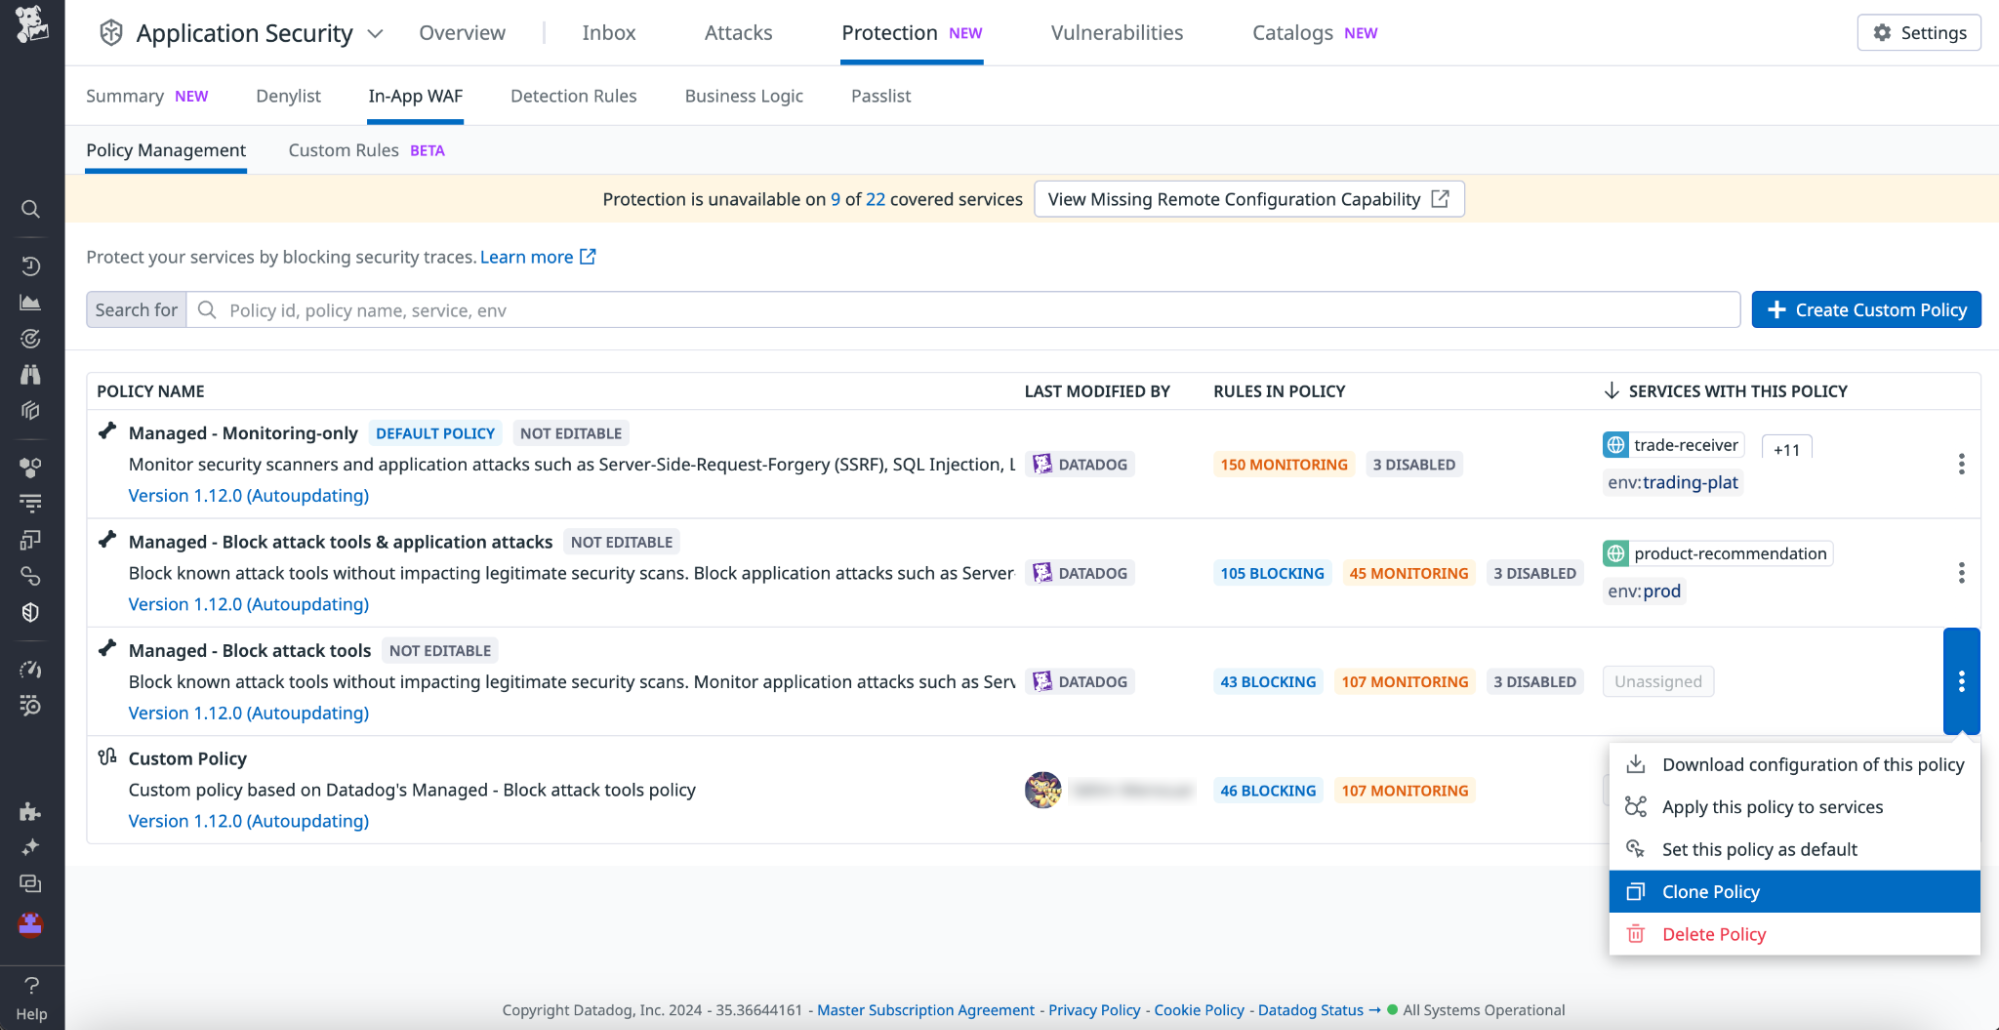 Application Security Overview Inbox Attacks Protection NEW Vulnerabilities Catalogs NEW Settings
Summary NEW Denylist In-App WAF Detection Rules Business Logic Passlist
Policy Management Custom Rules BETA
Protection is unavailable on 9 of 22 covered services View Missing Remote Configuration Capability
Protect your services by blocking security traces. Learn more
Search for Policy id, policy name, service, env + Create Custom Policy
POLICY NAME LAST MODIFIED BY RULES IN POLICY SERVICES WITH THIS POLICY
Managed - Monitoring-only DEFAULT POLICY NOT EDITABLE
Monitor security scanners and application attacks such as Server-Side-Request-Forgery (SSRF), SQL Injection, L DATADOG 150 MONITORING 3 DISABLED trade-receiver +11
env:trading-plat
Version 1.12.0 (Autoupdating)
Managed - Block attack tools & application attacks NOT EDITABLE
Block known attack tools without impacting legitimate security scans. Block application attacks such as Server- DATADOG 105 BLOCKING 45 MONITORING 3 DISABLED product-recommendation
env:prod
Version 1.12.0 (Autoupdating)
Managed - Block attack tools NOT EDITABLE
Block known attack tools without impacting legitimate security scans. Monitor application attacks such as Serv DATADOG 43 BLOCKING 107 MONITORING 3 DISABLED Unassigned
Version 1.12.0 (Autoupdating)
Custom Policy
Custom policy based on Datadog's Managed - Block attack tools policy 46 BLOCKING 107 MONITORING
Version 1.12.0 (Autoupdating)
Download configuration of this policy
Apply this policy to services
Set this policy as default
Clone Policy
Delete Policy
? Help
Copyright Datadog, Inc. 2024 - 35.36644161 - Master Subscription Agreement - Privacy Policy - Cookie Policy - Datadog Status → All Systems Operational